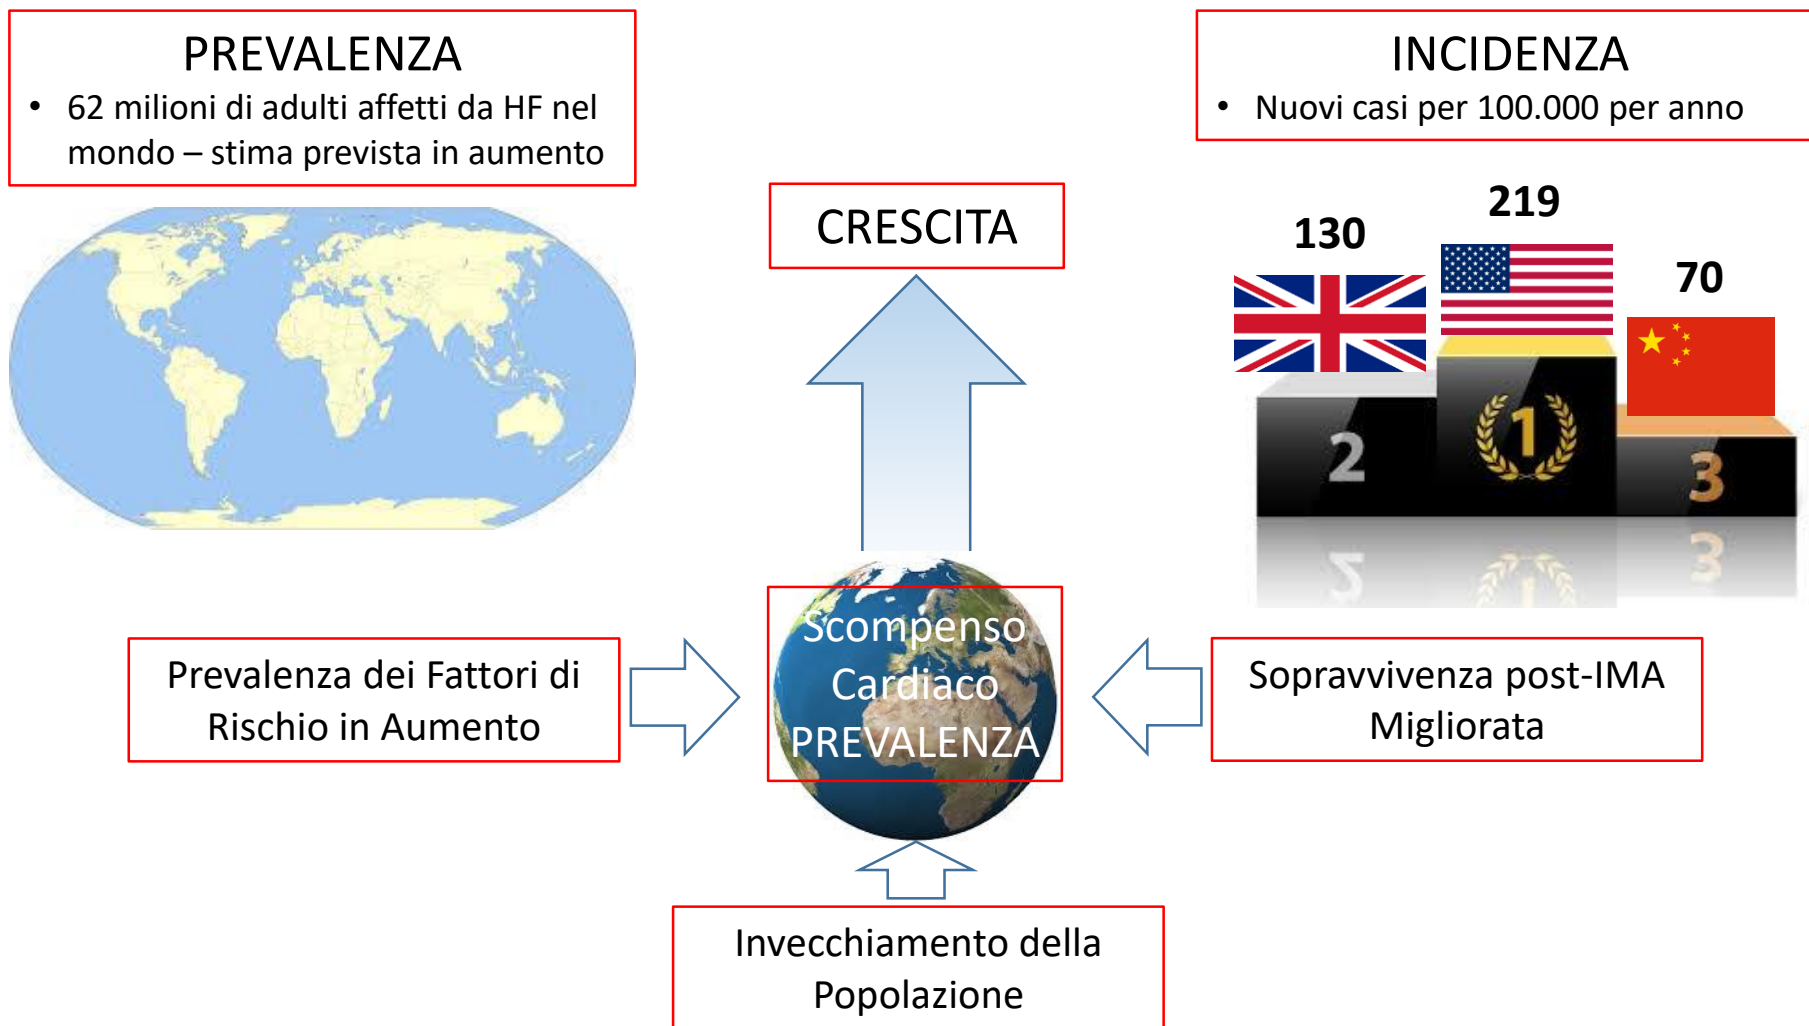 PREVALENZA
• 62 milioni di adulti affetti da HF nel
mondo – stima prevista in aumento
INCIDENZA
• Nuovi casi per 100.000 per anno
CRESCITA
130
219
70
2
1
3
Prevalenza dei Fattori di
Rischio in Aumento
Scompenso
Cardiaco
PREVALENZA
Sopravvivenza post-IMA
Migliorata
Invecchiamento della
Popolazione